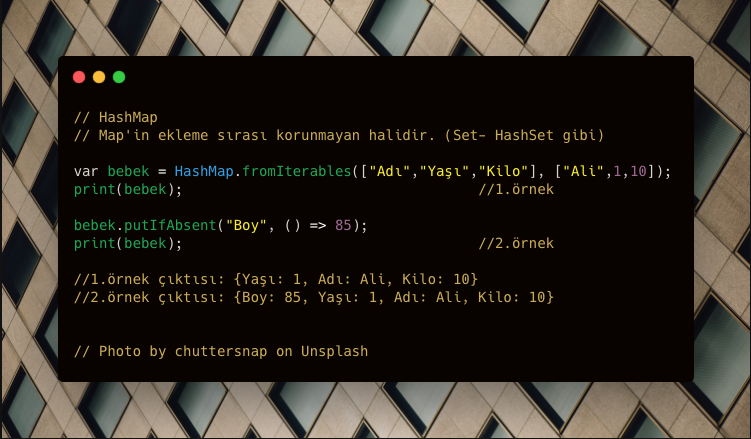 // HashMap
// Map'in ekleme sırası korunmayan halidir. (Set- HashSet gibi)
var bebek = HashMap.fromIterables(["Adı","Yaşı","Kilo"], ["Ali",1,10]);
print(bebek); //1.örnek
bebek.putIfAbsent("Boy", () => 85);
print(bebek); //2.örnek
//1.örnek çıktısı: {Yaşı: 1, Adı: Ali, Kilo: 10}
//2.örnek çıktısı: {Boy: 85, Yaşı: 1, Adı: Ali, Kilo: 10}
// Photo by chuttersnap on Unsplash